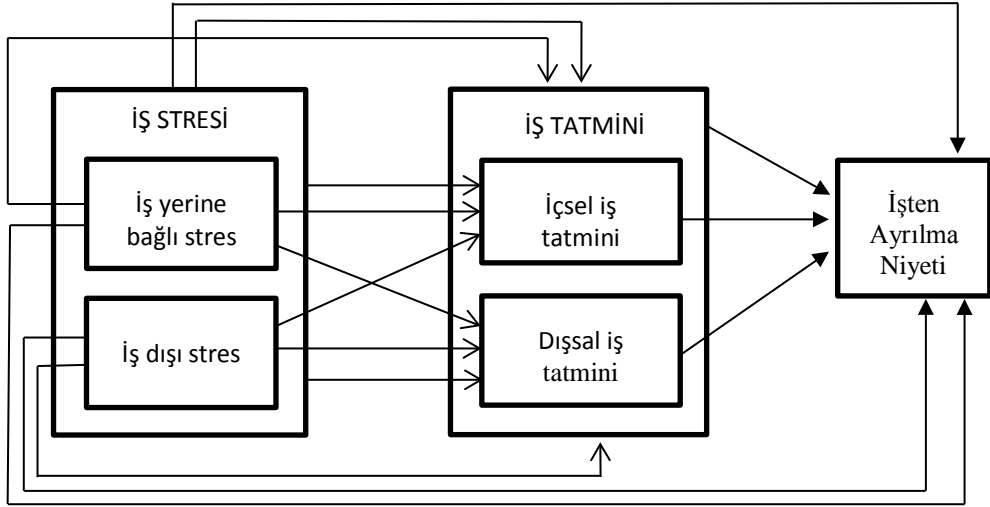 İŞ STRESİ
İş yerine
bağlı stres
İş dışı stres
İŞ TATMİNİ
İçsel iş
tatmini
Dışsal iş
tatmini
İşten
Ayrılma
Niyeti